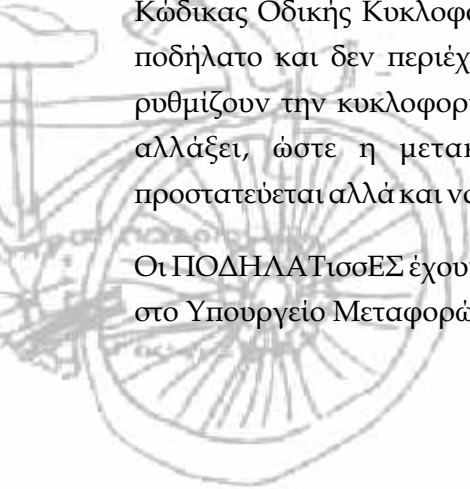 Κώδικας Οδικής Κυκλοφο
ποδήλατο και δεν περιέχ
ρυθμίζουν την κυκλοφορ
αλλάξει, ώστε η μετακ
προστατεύεται αλλά και να
Οι ΠΟΔΗΛΑΤισσΕΣ έχου
στο Υπουργείο Μεταφορώ